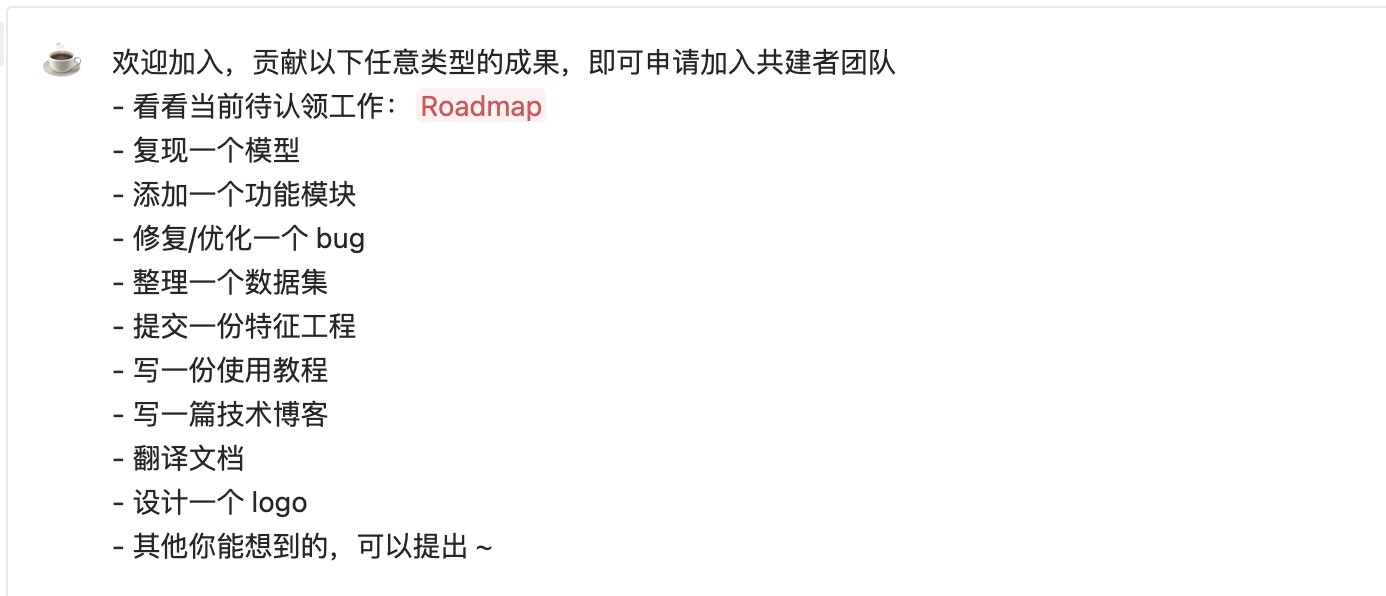 欢迎加入，贡献以下任意类型的成果，即可申请加入共建者团队
- 看看当前待认领工作： Roadmap
- 复现一个模型
- 添加一个功能模块
- 修复/优化一个 bug
- 整理一个数据集
- 提交一份特征工程
- 写一份使用教程
- 写一篇技术博客
- 翻译文档
- 设计一个 logo
- 其他你能想到的，可以提出 ~